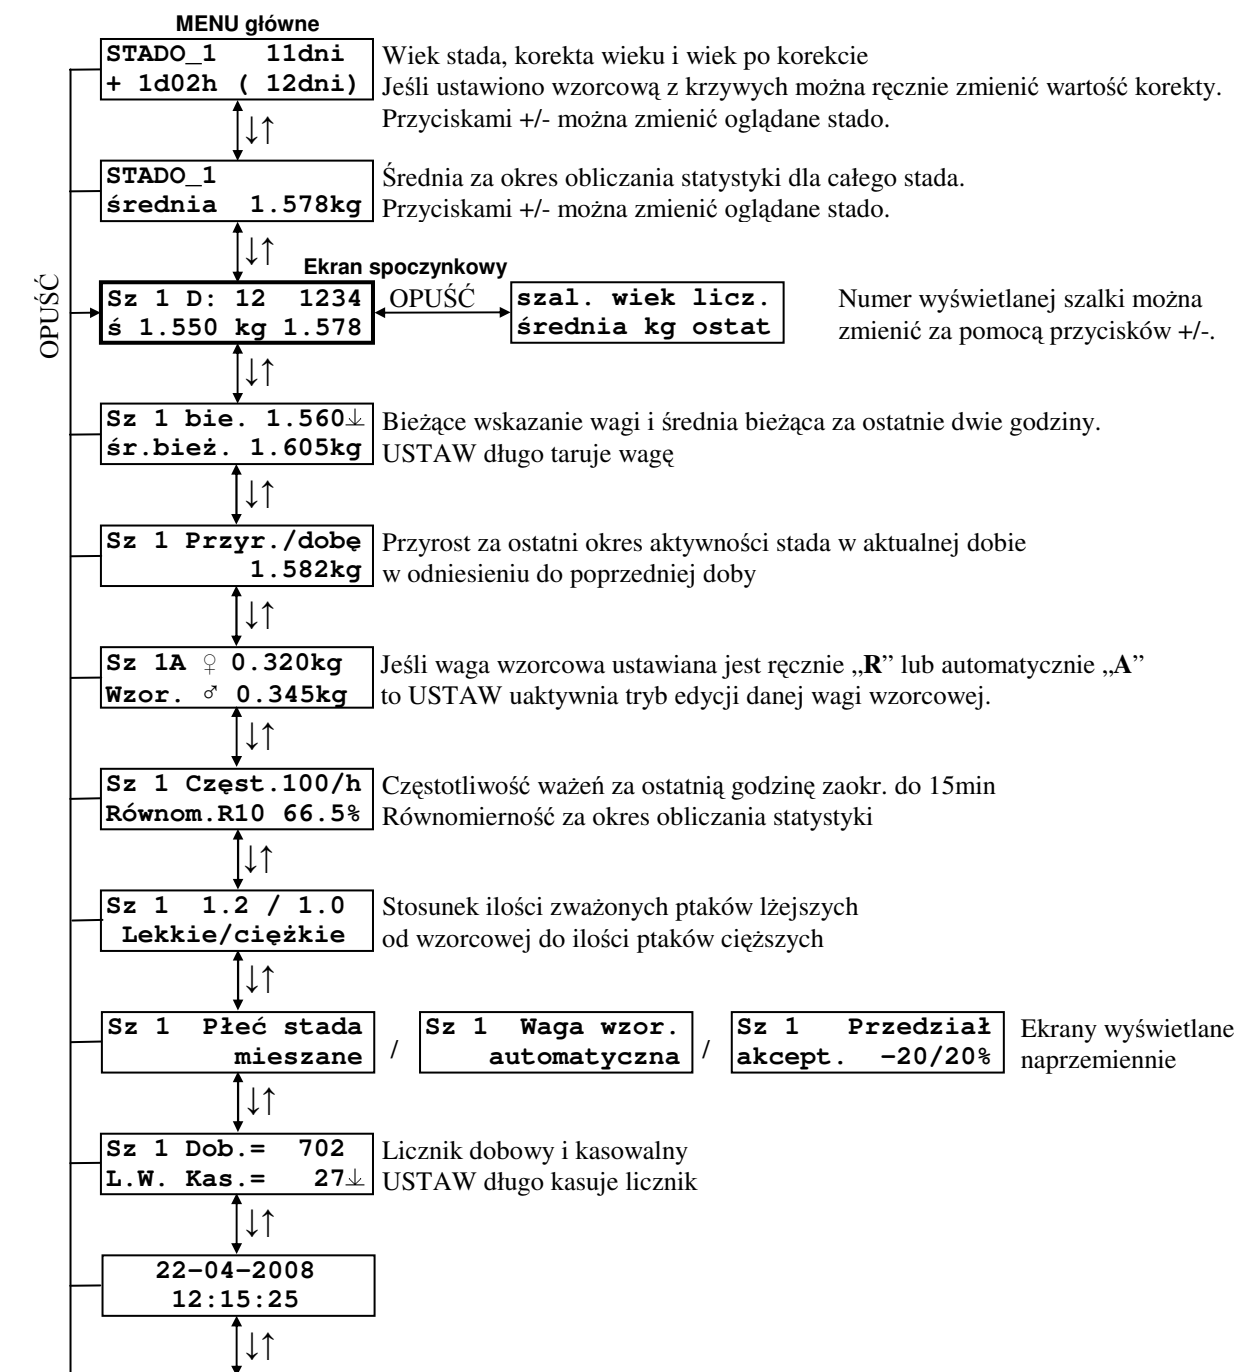 MENU główne
STADO_1 11dni
+ 1d02h ( 12dni)
Wiek stada, korekta wieku i wiek po korekcie
Jeśli ustawiono wzorcową z krzywych można ręcznie zmienić wartość korekty.
Przyciskami +/- można zmienić oglądane stado.
↓↑
STADO_1
średnia 1.578kg
Średnia za okres obliczania statystyki dla całego stada.
Przyciskami +/- można zmienić oglądane stado.
↓↑
Ekran spoczynkowy
OPUŚĆ
Sz 1 D: 12 1234
ś 1.550 kg 1.578
OPUŚĆ
szal. wiek licz.
średnia kg ostat
Numer wyświetlanej szalki można
zmienić za pomocą przycisków +/-.
↓↑
Sz 1 bie. 1.560↓
śr.bież. 1.605kg
Bieżące wskazanie wagi i średnia bieżąca za ostatnie dwie godziny.
USTAW długo taruje wagę
↓↑
Sz 1 Przyr./dobę
1.582kg
Przyrost za ostatni okres aktywności stada w aktualnej dobie
w odniesieniu do poprzedniej doby
↓↑
Sz 1A ♀ 0.320kg
Wzor. ♂ 0.345kg
Jeśli waga wzorcowa ustawiana jest ręcznie „R” lub automatycznie „A”
to USTAW uaktywnia tryb edycji danej wagi wzorcowej.
↓↑
Sz 1 Częst.100/h
Równom.R10 66.5%
Częstotliwość ważeń za ostatnią godzinę zaokr. do 15min
Równomierność za okres obliczania statystyki
↓↑
Sz 1 1.2 / 1.0
Lekkie/ciężkie
Stosunek ilości zważonych ptaków lżejszych
od wzorcowej do ilości ptaków cięższych
↓↑
Sz 1 Płeć stada
mieszane
/
Sz 1 Waga wzor.
automatyczna
/
Sz 1 Przedział
akcept. -20/20%
Ekrany wyświetlane
naprzemiennie
↓↑
Sz 1 Dob.= 702
L.W. Kas.= 27↓
Licznik dobowy i kasowalny
USTAW długo kasuje licznik
↓↑
22-04-2008
12:15:25
↓↑